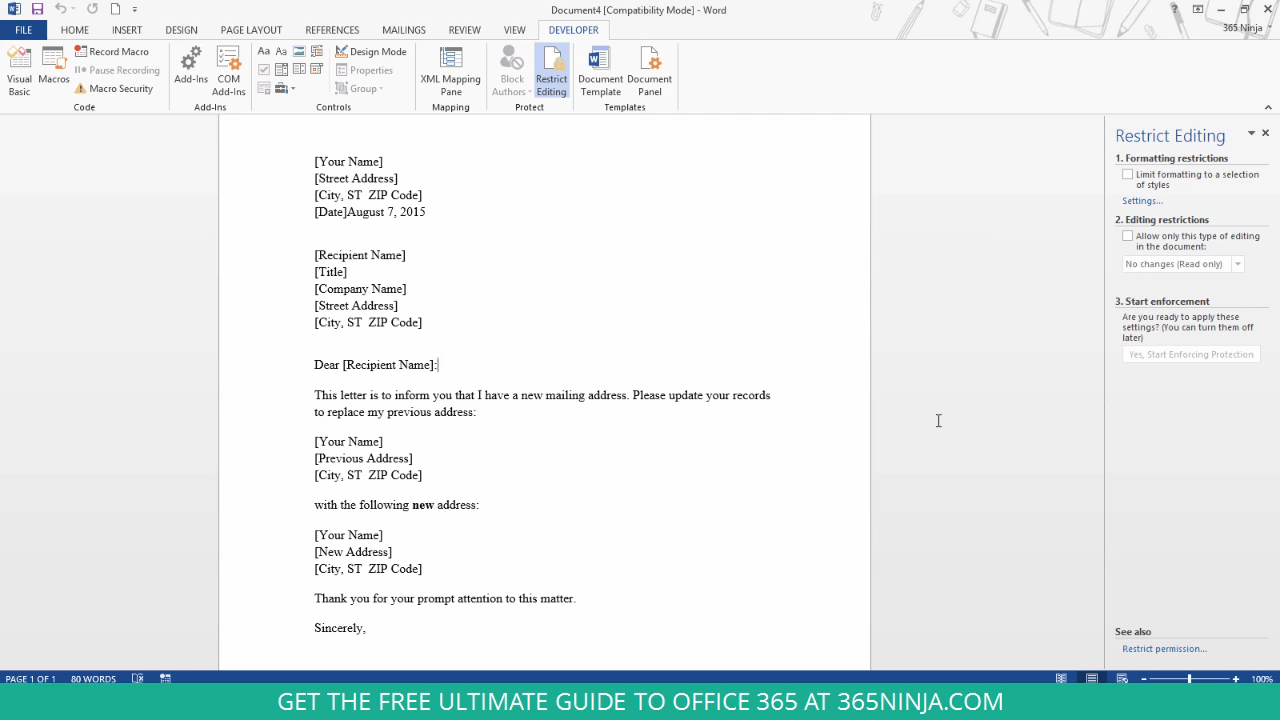 Document4 [Compatibility Mode] - Word
365 Ninja
FILE HOME INSERT DESIGN PAGE LAYOUT REFERENCES MAILINGS REVIEW VIEW DEVELOPER
Visual Basic
Macros
Record Macro
Pause Recording
Macro Security
Code
Add-Ins
COM Add-Ins
Add-Ins
Aa Aa
Design Mode
Properties
Group
Controls
XML Mapping Pane
Mapping
Block Authors
Restrict Editing
Protect
Document Template
Document Panel
Templates
[Your Name]
[Street Address]
[City, ST  ZIP Code]
[Date]August 7, 2015
[Recipient Name]
[Title]
[Company Name]
[Street Address]
[City, ST  ZIP Code]
Dear [Recipient Name]:
This letter is to inform you that I have a new mailing address. Please update your records
to replace my previous address:
[Your Name]
[Previous Address]
[City, ST  ZIP Code]
with the following new address:
[Your Name]
[New Address]
[City, ST  ZIP Code]
Thank you for your prompt attention to this matter.
Sincerely,
Restrict Editing
1. Formatting restrictions
Limit formatting to a selection
of styles
Settings...
2. Editing restrictions
Allow only this type of editing
in the document:
No changes (Read only)
3. Start enforcement
Are you ready to apply these
settings? (You can turn them off
later)
Yes, Start Enforcing Protection
See also
Restrict permission...
PAGE 1 OF 1 80 WORDS 100%
GET THE FREE ULTIMATE GUIDE TO OFFICE 365 AT 365NINJA.COM